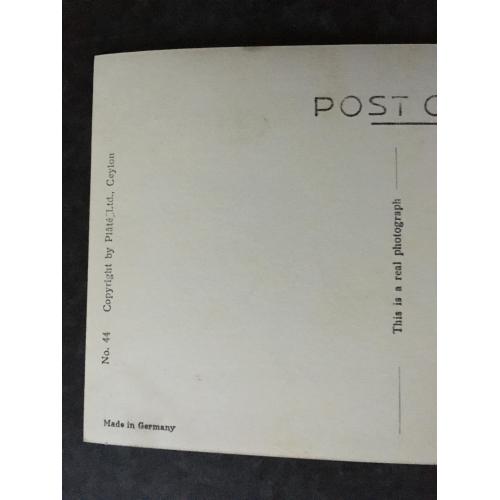 POST C
No. 44 Copyright by Plâté Ltd., Ceylon
This is a real photograph
Made in Germany